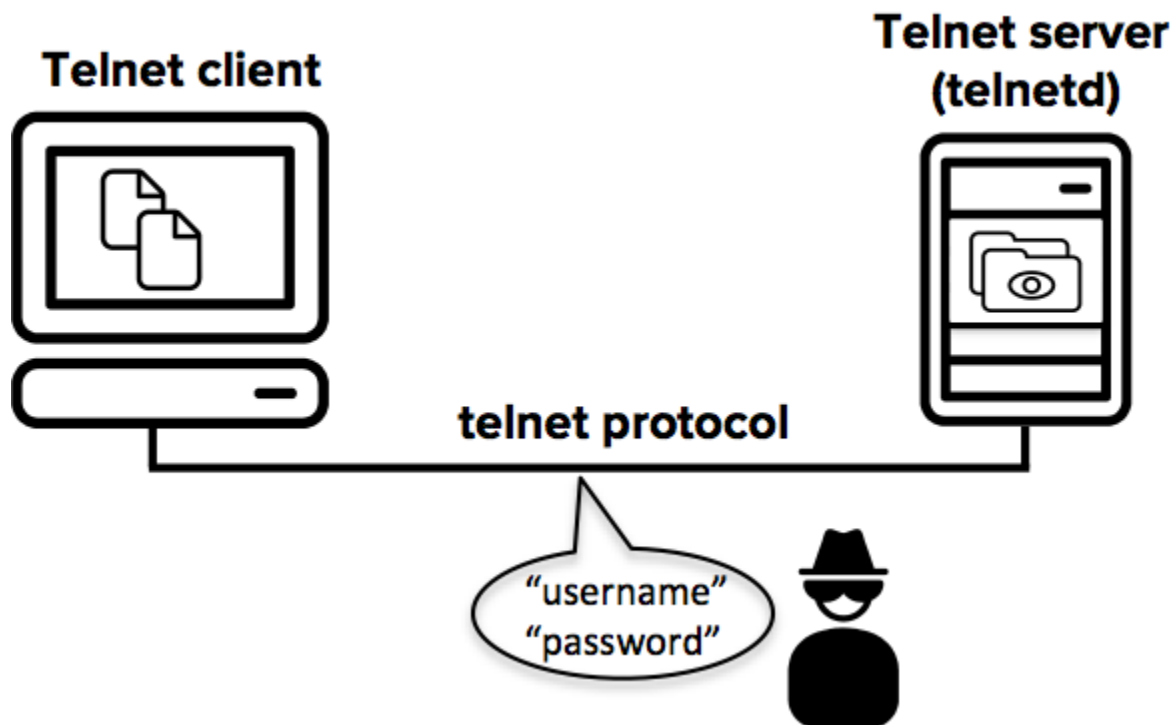 Telnet client
Telnet server
(telnetd)
telnet protocol
“username”
“password”